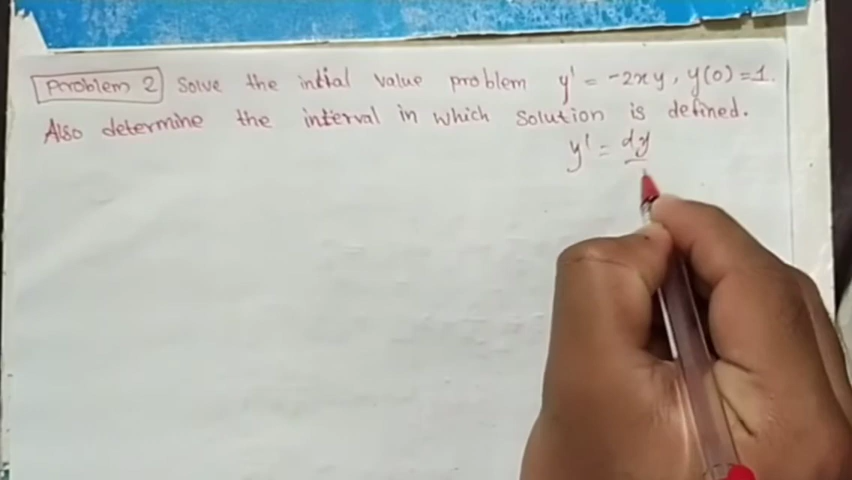 Problem 2 Solve the intial value problem y' = -2xy, y(0)=1.
Also determine the interval in which solution is defined.
y' = dy